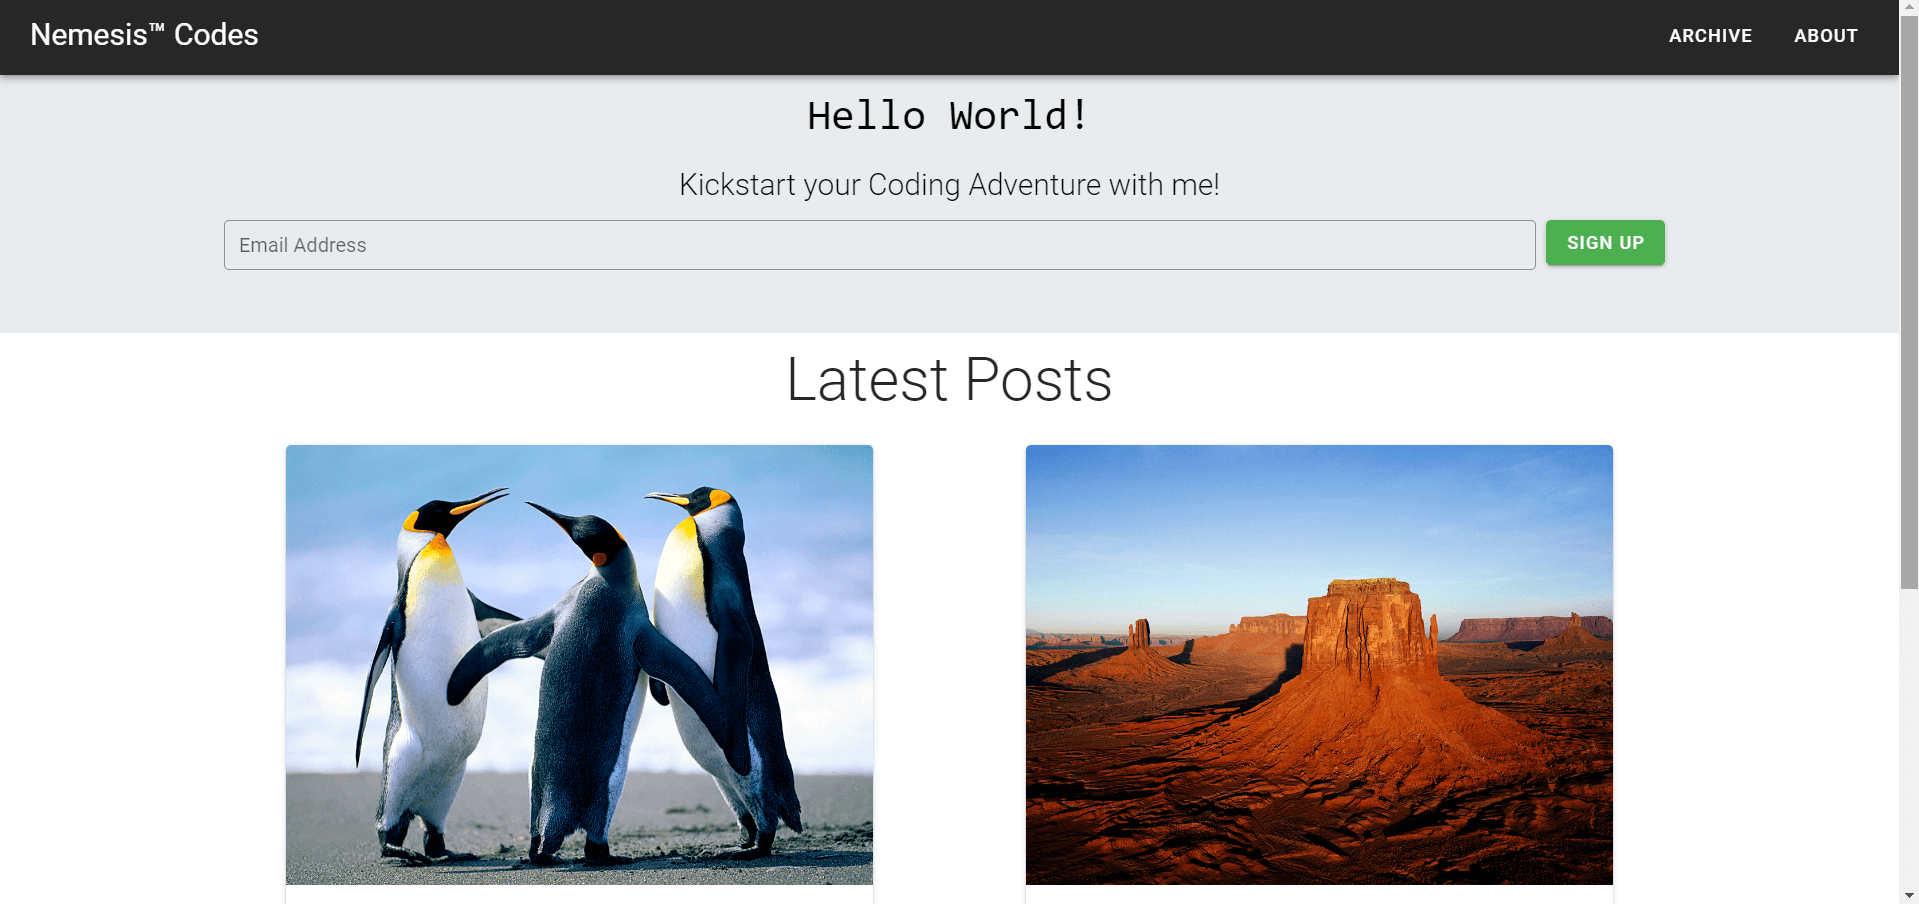 Nemesis™ Codes
ARCHIVE
ABOUT
Hello World!
Kickstart your Coding Adventure with me!
Email Address
SIGN UP
Latest Posts